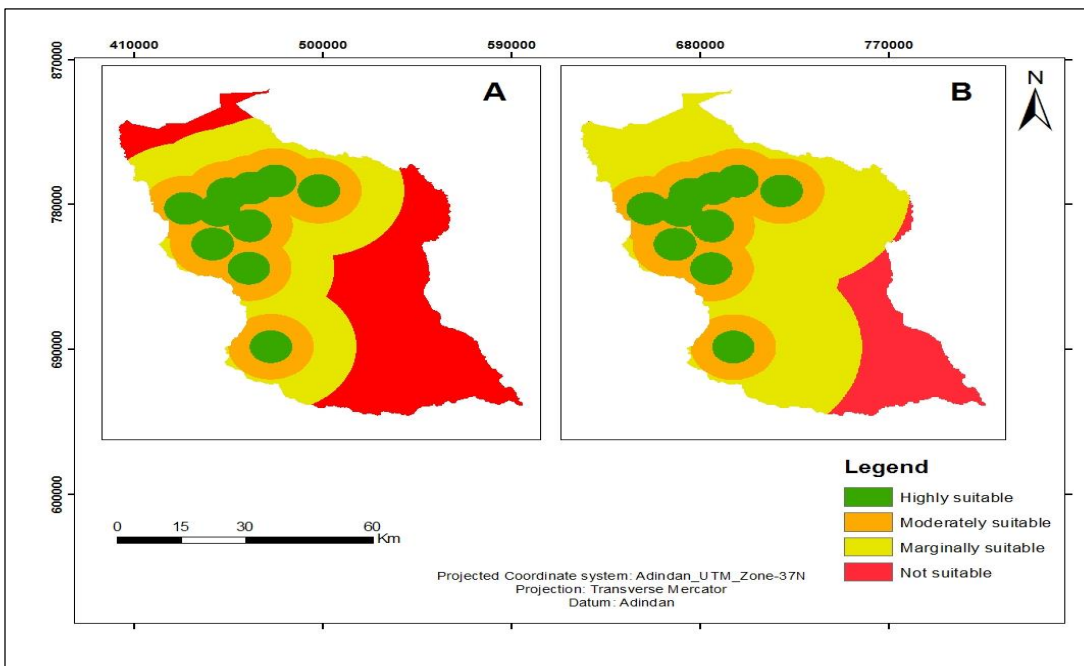 410000 500000 590000 680000 770000
870000
780000
690000
600000
A
B
N
Legend
Highly suitable
Moderately suitable
Marginally suitable
Not suitable
0 15 30 60
Km
Projected Coordinate system: Adindan_UTM_Zone-37N
Projection: Transverse Mercator
Datum: Adindan